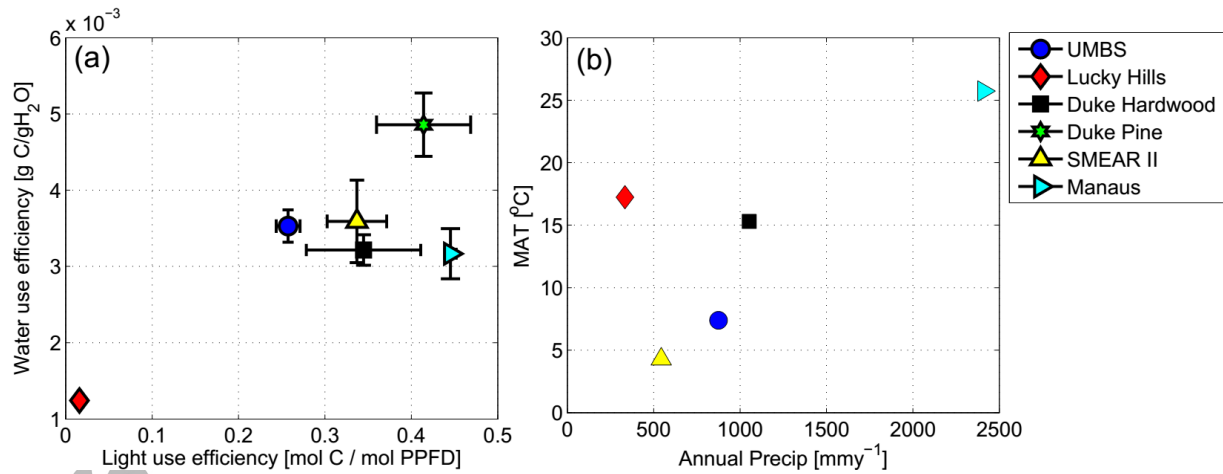 x 10⁻³
(a)
6
5
4
3
2
1
0
0.1
0.2
0.3
0.4
0.5
Water use efficiency [g C/gH₂O]
Light use efficiency [mol C / mol PPFD]
(b)
30
25
20
15
10
5
0
0
500
1000
1500
2000
2500
MAT [⁰C]
Annual Precip [mmy⁻¹]
UMBS
Lucky Hills
Duke Hardwood
Duke Pine
SMEAR II
Manaus